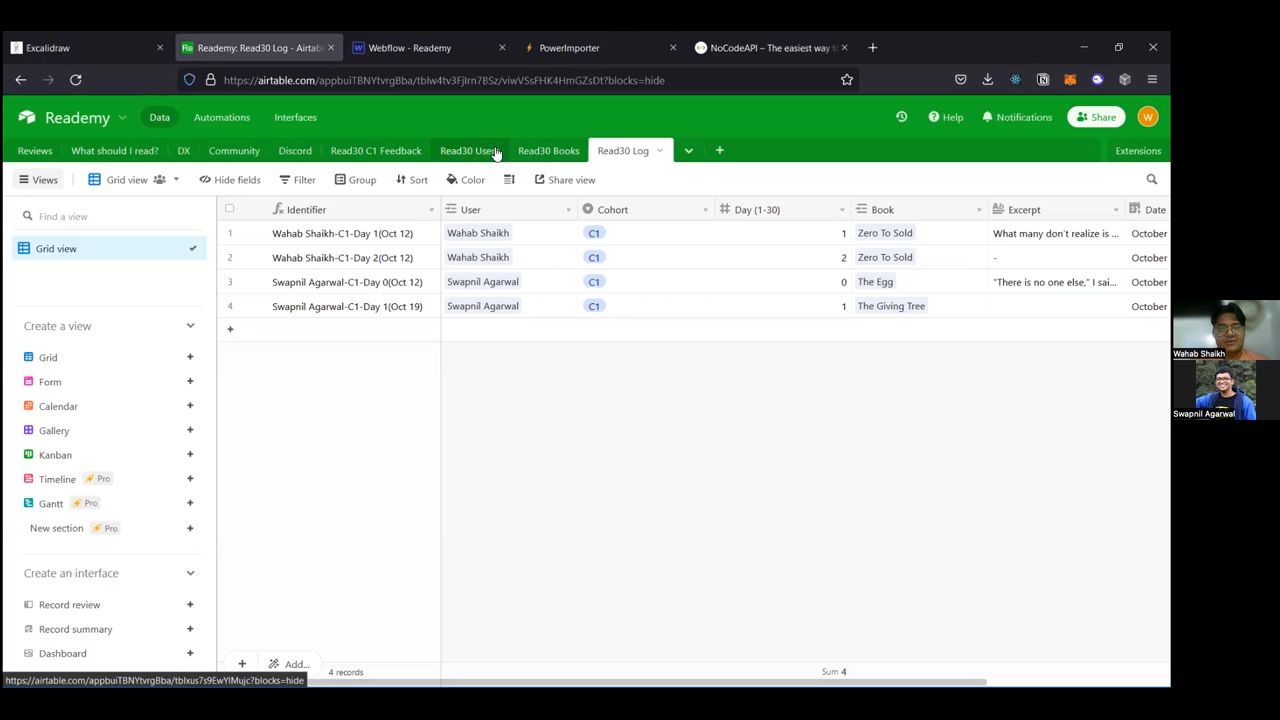 Excalidraw
Reademy: Read30 Log - Airtab
Webflow - Reademy
PowerImporter
NoCodeAPI – The easiest way t
https://airtable.com/appbuiTBNYtvrgBba/tblw4tv3FjIrn7BSz/viwVSsFHK4HmGZsDt?blocks=hide
Reademy
Data
Automations
Interfaces
Help
Notifications
Share
W
Reviews
What should I read?
DX
Community
Discord
Read30 C1 Feedback
Read30 User
Read30 Books
Read30 Log
Extensions
Views
Grid view
Hide fields
Filter
Group
Sort
Color
Share view
Find a view
Grid view
Create a view
Grid
Form
Calendar
Gallery
Kanban
Timeline Pro
Gantt Pro
New section Pro
Create an interface
Record review
Record summary
Dashboard
Identifier User Cohort Day (1-30) Book Excerpt Date
1 Wahab Shaikh-C1-Day 1(Oct 12) Wahab Shaikh C1 1 Zero To Sold What many don't realize is ... October
2 Wahab Shaikh-C1-Day 2(Oct 12) Wahab Shaikh C1 2 Zero To Sold - October
3 Swapnil Agarwal-C1-Day 0(Oct 12) Swapnil Agarwal C1 0 The Egg "There is no one else," I sai... October
4 Swapnil Agarwal-C1-Day 1(Oct 19) Swapnil Agarwal C1 1 The Giving Tree October
Add...
4 records
Sum 4
https://airtable.com/appbuiTBNYtvrgBba/tblxus7s9EwYlMujc?blocks=hide
Wahab Shaikh
Swapnil Agarwal